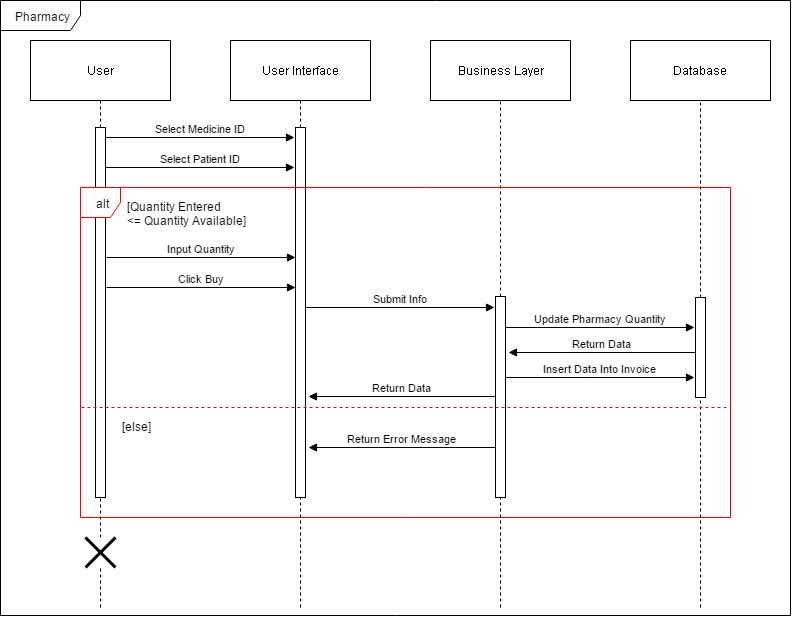 Pharmacy
User
User Interface
Business Layer
Database
Select Medicine ID
Select Patient ID
alt
[Quantity Entered
<= Quantity Available]
Input Quantity
Click Buy
Submit Info
Update Pharmacy Quantity
Return Data
Insert Data Into Invoice
Return Data
[else]
Return Error Message